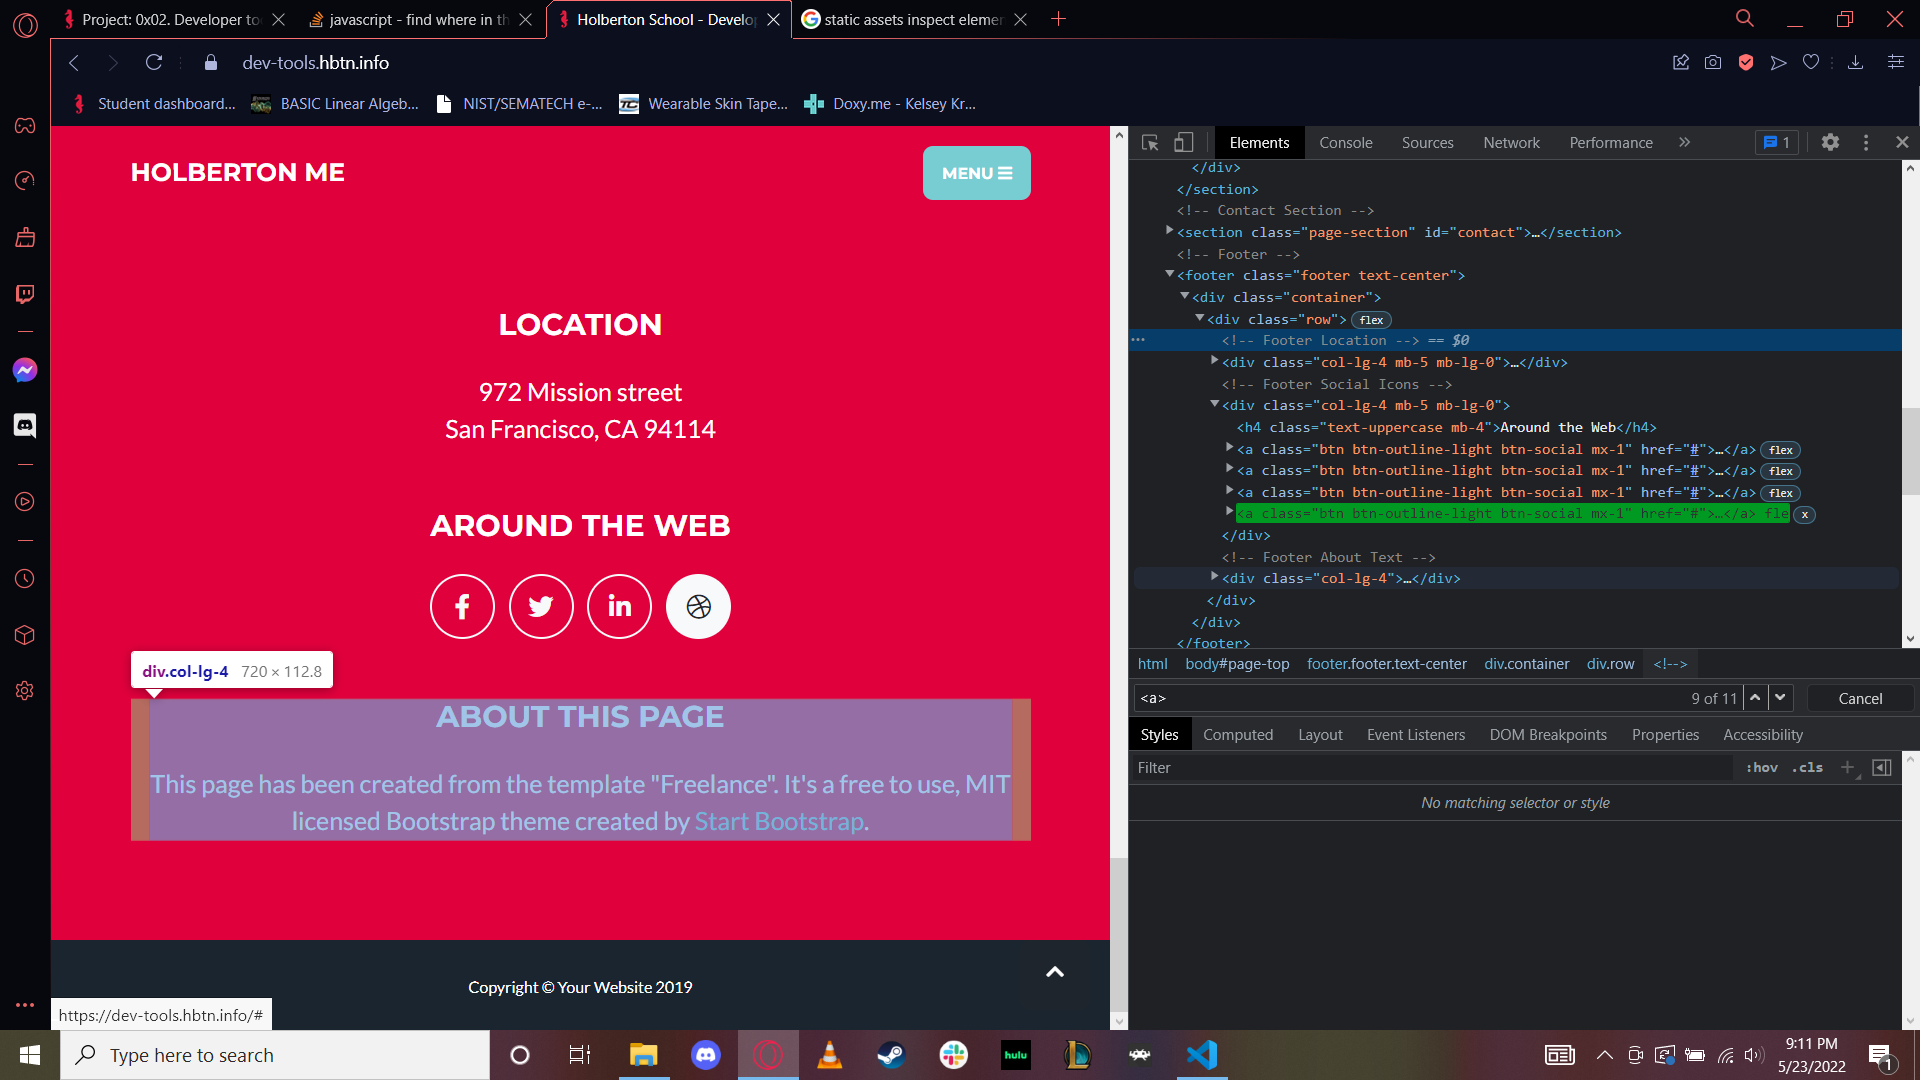 Project: 0x02. Developer to
javascript - find where in th
Holberton School - Develo
static assets inspect elemen
dev-tools.hbtn.info
Student dashboard...
BASIC Linear Algeb...
NIST/SEMATECH e-...
Wearable Skin Tape...
Doxy.me - Kelsey Kr...
HOLBERTON ME
MENU
LOCATION
972 Mission street
San Francisco, CA 94114
AROUND THE WEB
div.col-lg-4 720 × 112.8
ABOUT THIS PAGE
This page has been created from the template "Freelance". It's a free to use, MIT
licensed Bootstrap theme created by Start Bootstrap.
Copyright © Your Website 2019
https://dev-tools.hbtn.info/#
Elements Console Sources Network Performance » 1
</div>
</section>
<!-- Contact Section -->
<section class="page-section" id="contact">…</section>
<!-- Footer -->
<footer class="footer text-center">
<div class="container">
<div class="row"> flex
<!-- Footer Location --> == $0
<div class="col-lg-4 mb-5 mb-lg-0">…</div>
<!-- Footer Social Icons -->
<div class="col-lg-4 mb-5 mb-lg-0">
<h4 class="text-uppercase mb-4">Around the Web</h4>
<a class="btn btn-outline-light btn-social mx-1" href="#">…</a> flex
<a class="btn btn-outline-light btn-social mx-1" href="#">…</a> flex
<a class="btn btn-outline-light btn-social mx-1" href="#">…</a> flex
<a class="btn btn-outline-light btn-social mx-1" href="#">…</a> fle x
</div>
<!-- Footer About Text -->
<div class="col-lg-4">…</div>
</div>
</div>
</footer>
html body#page-top footer.footer.text-center div.container div.row <!-->
<a> 9 of 11 Cancel
Styles Computed Layout Event Listeners DOM Breakpoints Properties Accessibility
Filter :hov .cls
No matching selector or style
Type here to search
hulu
9:11 PM
5/23/2022
1